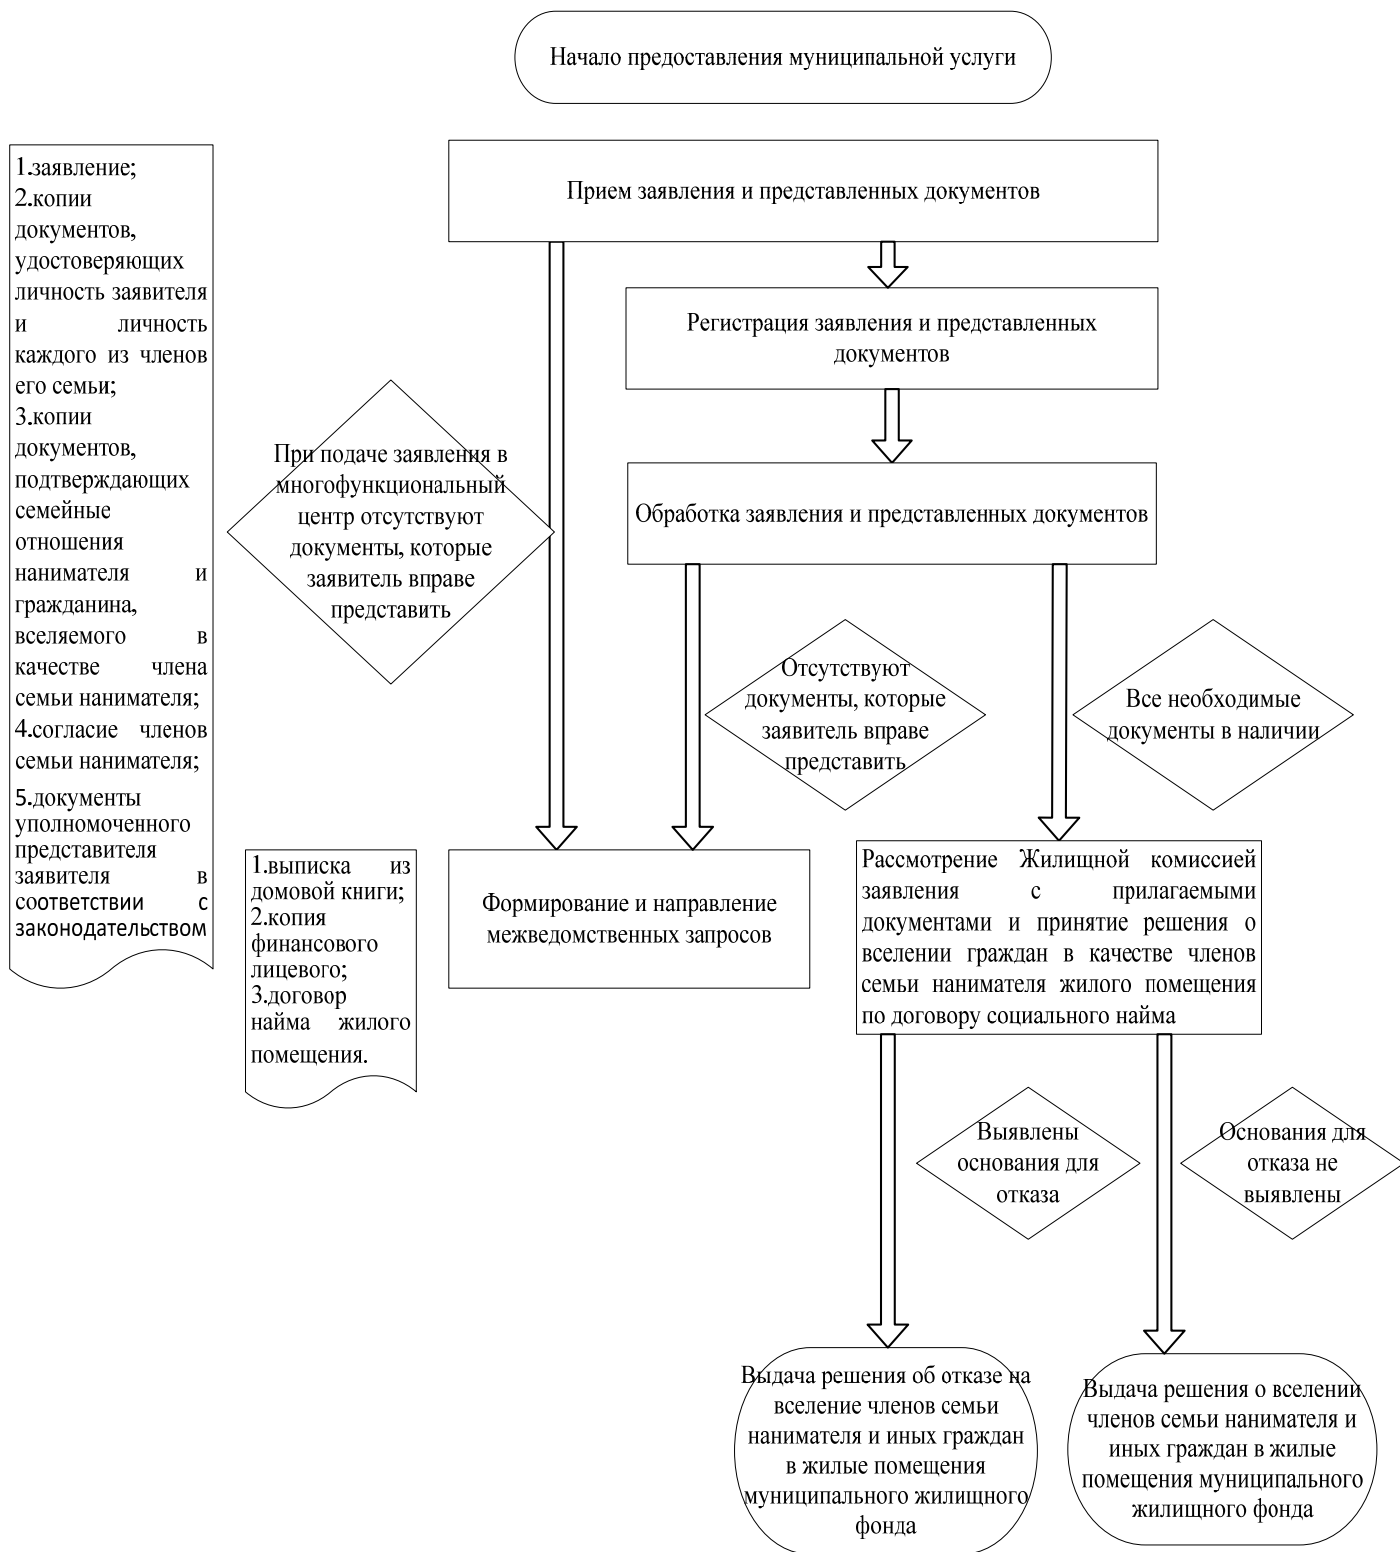 Начало предоставления муниципальной услуги
1.заявление;
2.копии
документов,
удостоверяющих
личность заявителя
и личность
каждого из членов
его семьи;
3.копии
документов,
подтверждающих
семейные
отношения
нанимателя и
гражданина,
вселяемого в
качестве члена
семьи нанимателя;
4.согласие членов
семьи нанимателя;
5.документы
уполномоченного
представителя
заявителя в
соответствии с
законодательством
Прием заявления и представленных документов
Регистрация заявления и представленных
документов
При подаче заявления в
многофункциональный
центр отсутствуют
документы, которые
заявитель вправе
представить
Обработка заявления и представленных документов
Отсутствуют
документы, которые
заявитель вправе
представить
Все необходимые
документы в наличии
1.выписка из
домовой книги;
2.копия
финансового
лицевого;
3.договор
найма жилого
помещения.
Формирование и направление
межведомственных запросов
Рассмотрение Жилищной комиссией
заявления с прилагаемыми
документами и принятие решения о
вселении граждан в качестве членов
семьи нанимателя жилого помещения
по договору социального найма
Выявлены
основания для
отказа
Основания для
отказа не
выявлены
Выдача решения об отказе на
вселение членов семьи
нанимателя и иных граждан
в жилые помещения
муниципального жилищного
фонда
Выдача решения о вселении
членов семьи нанимателя и
иных граждан в жилые
помещения муниципального
жилищного фонда